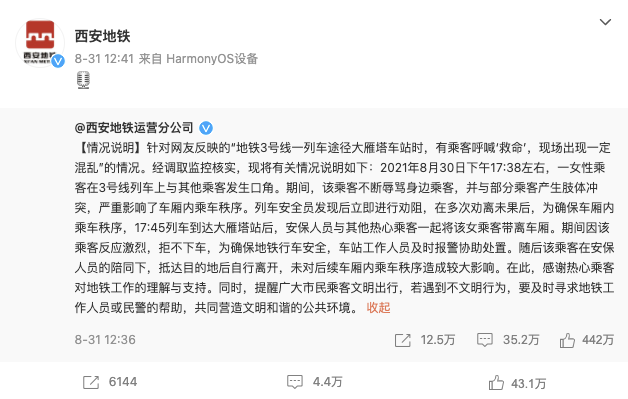 西安地铁
西安地铁
8-31 12:41 来自 HarmonyOS设备
@西安地铁运营分公司
【情况说明】针对网友反映的“地铁3号线一列车途径大雁塔车站时，有乘客呼喊‘救命’，现场出现一定
混乱”的情况。经调取监控核实，现将有关情况说明如下：2021年8月30日下午17:38左右，一女性乘
客在3号线列车上与其他乘客发生口角。期间，该乘客不断辱骂身边乘客，并与部分乘客产生肢体冲
突，严重影响了车厢内乘车秩序。列车安全员发现后立即进行劝阻，在多次劝离未果后，为确保车厢内
乘车秩序，17:45列车到达大雁塔站后，安保人员与其他热心乘客一起将该女乘客带离车厢。期间因该
乘客反应激烈，拒不下车，为确保地铁行车安全，车站工作人员及时报警协助处置。随后该乘客在安保
人员的陪同下，抵达目的地后自行离开，未对后续车厢内乘车秩序造成较大影响。在此，感谢热心乘客
对地铁工作的理解与支持。同时，提醒广大市民乘客文明出行，若遇到不文明行为，要及时寻求地铁工
作人员或民警的帮助，共同营造文明和谐的公共环境。 收起
8-31 12:36 12.5万 35.2万 442万
6144 4.4万 43.1万